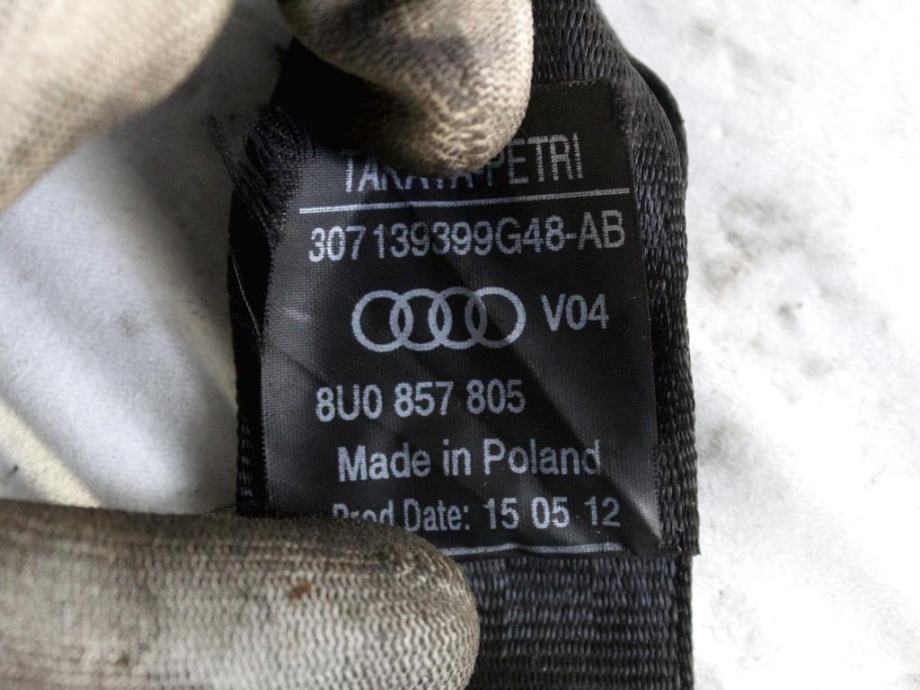 TAKATA-PETRI
307139399G48-AB
V04
8U0 857 805
Made in Poland
Prod Date: 15 05 12